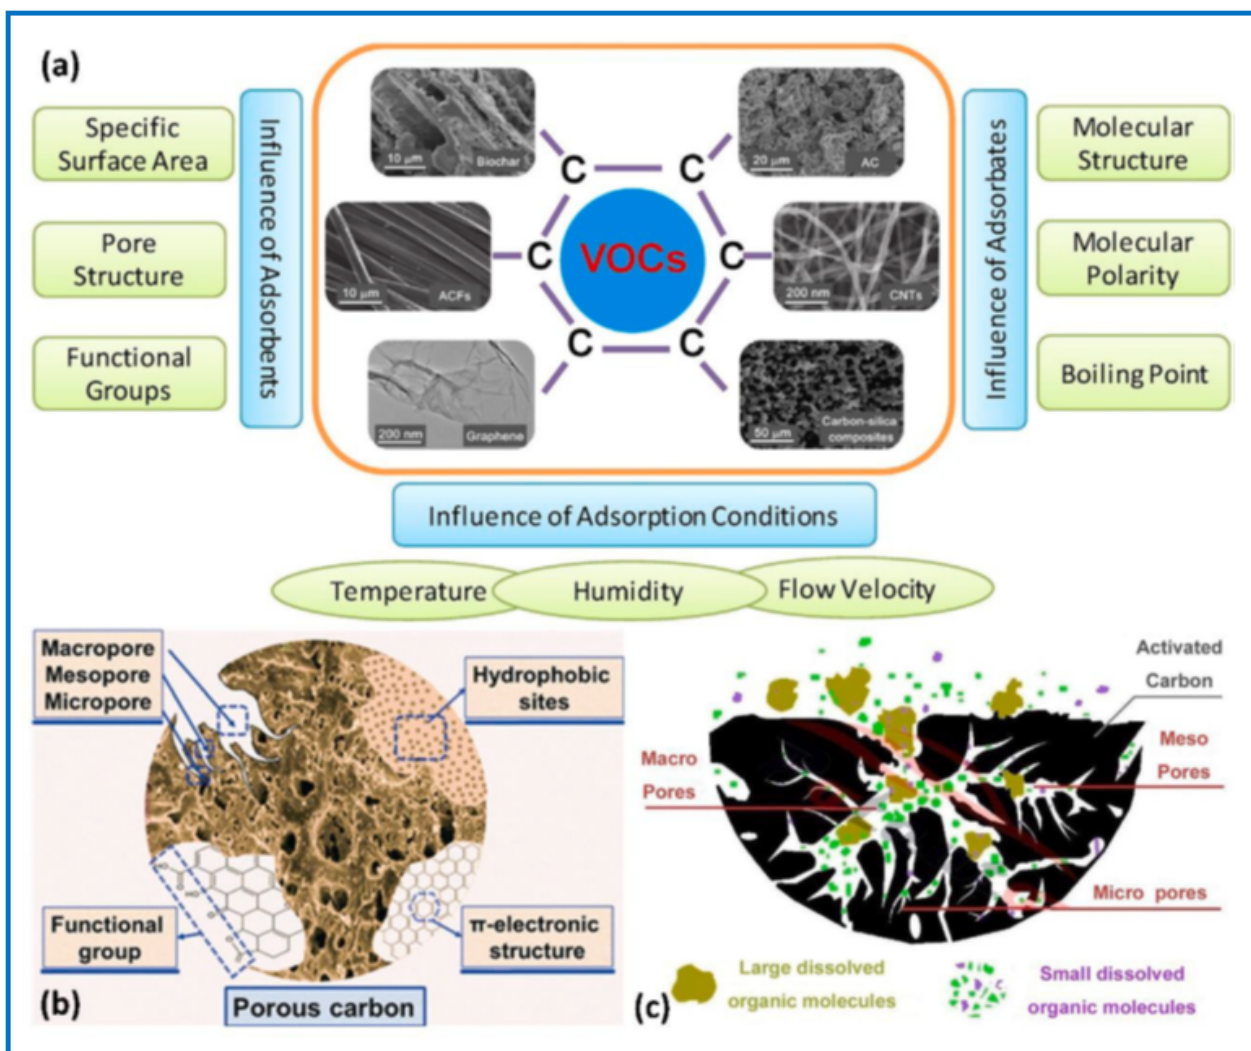 (a)
Specific
Surface Area
Pore
Structure
Functional
Groups
Influence of Adsorbents
10 μm
Biochar
20 μm
AC
10 μm
ACFs
200 nm
CNTs
200 nm
Graphene
50 μm
Carbon-silica
composites
C
C
C
C
C
C
VOCs
Influence of Adsorbates
Molecular
Structure
Molecular
Polarity
Boiling Point
Influence of Adsorption Conditions
Temperature
Humidity
Flow Velocity
Macropore
Mesopore
Micropore
Hydrophobic
sites
HO
O
HO
O
O
Functional
group
π-electronic
structure
(b)
Porous carbon
Activated
Carbon
Macro
Pores
Meso
Pores
Micro pores
(c)
Large dissolved
organic molecules
Small dissolved
organic molecules